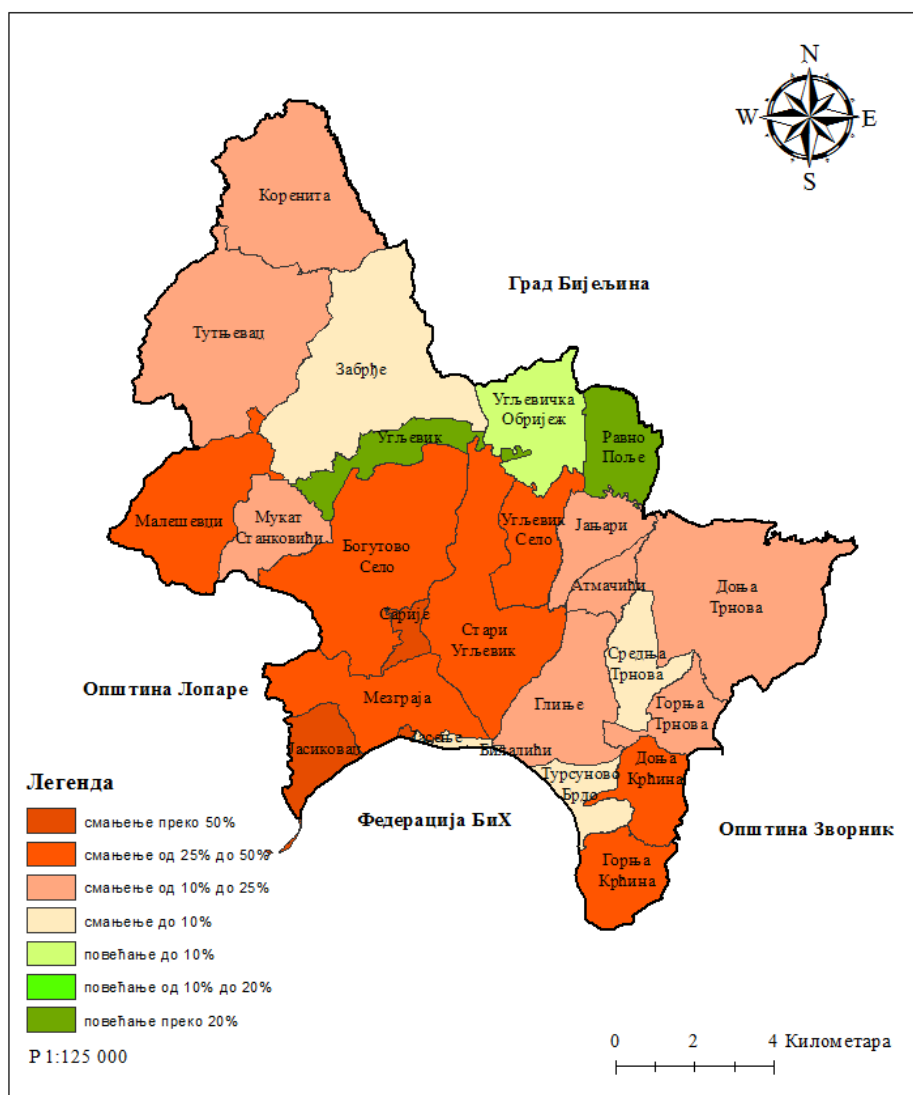 N
W
E
S
Коренита
Град Бијељина
Тутњевац
Забрђе
Угљевичка
Обријеж
Угљевик
Равно
Поље
Малешевци
Мукат
Станковићи
Угљевик
Село
Јањари
Богутово
Село
Атмачићи
Доња
Трнова
Сарије
Стари
Угљевик
Средња
Трнова
Општина Лопаре
Мезграја
Глиње
Горња
Трнова
Јасиковац
Јасење
Билалићи
Доња
Крћина
Турсуново
Брдо
Федерација БиХ
Општина Зворник
Горња
Крћина
Легенда
смањење преко 50%
смањење од 25% до 50%
смањење од 10% до 25%
смањење до 10%
повећање до 10%
повећање од 10% до 20%
повећање преко 20%
Р 1:125 000
0 2 4 Километара